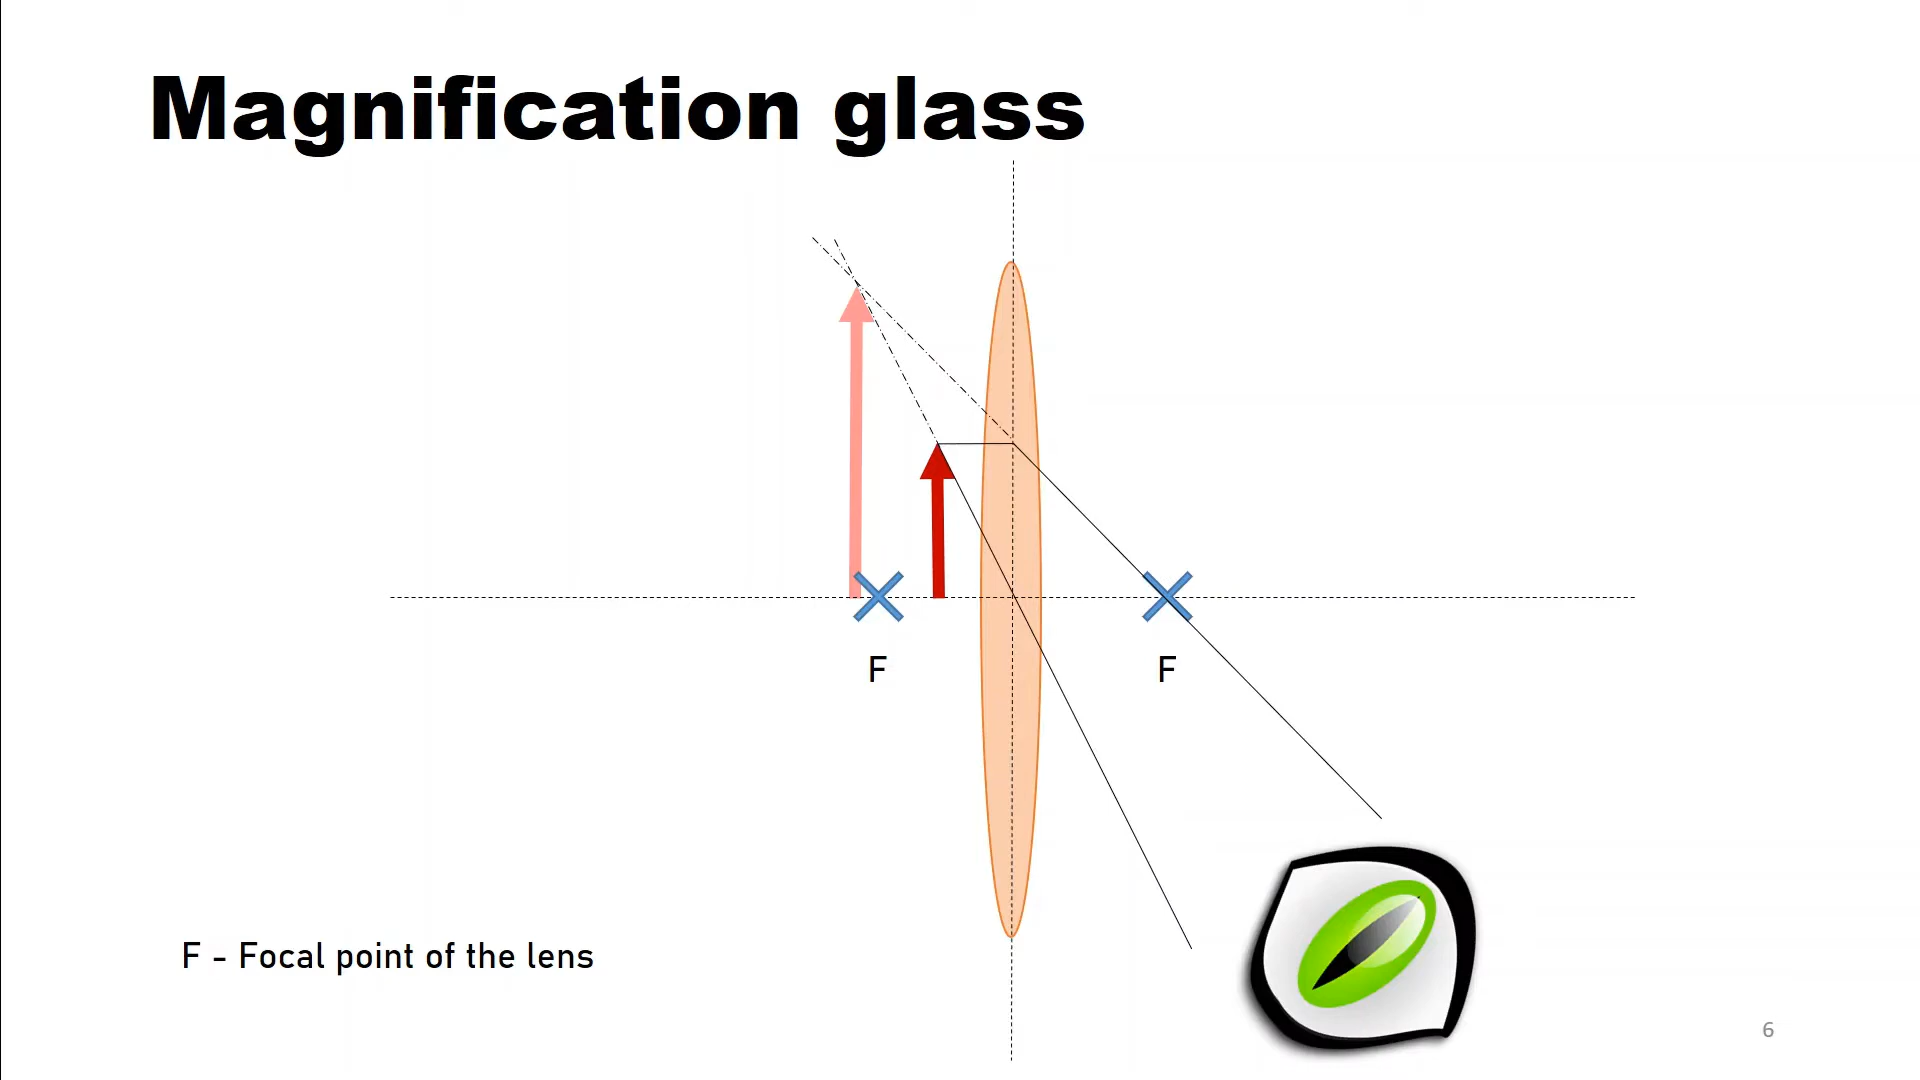 Magnification glass
F
F
F - Focal point of the lens
6